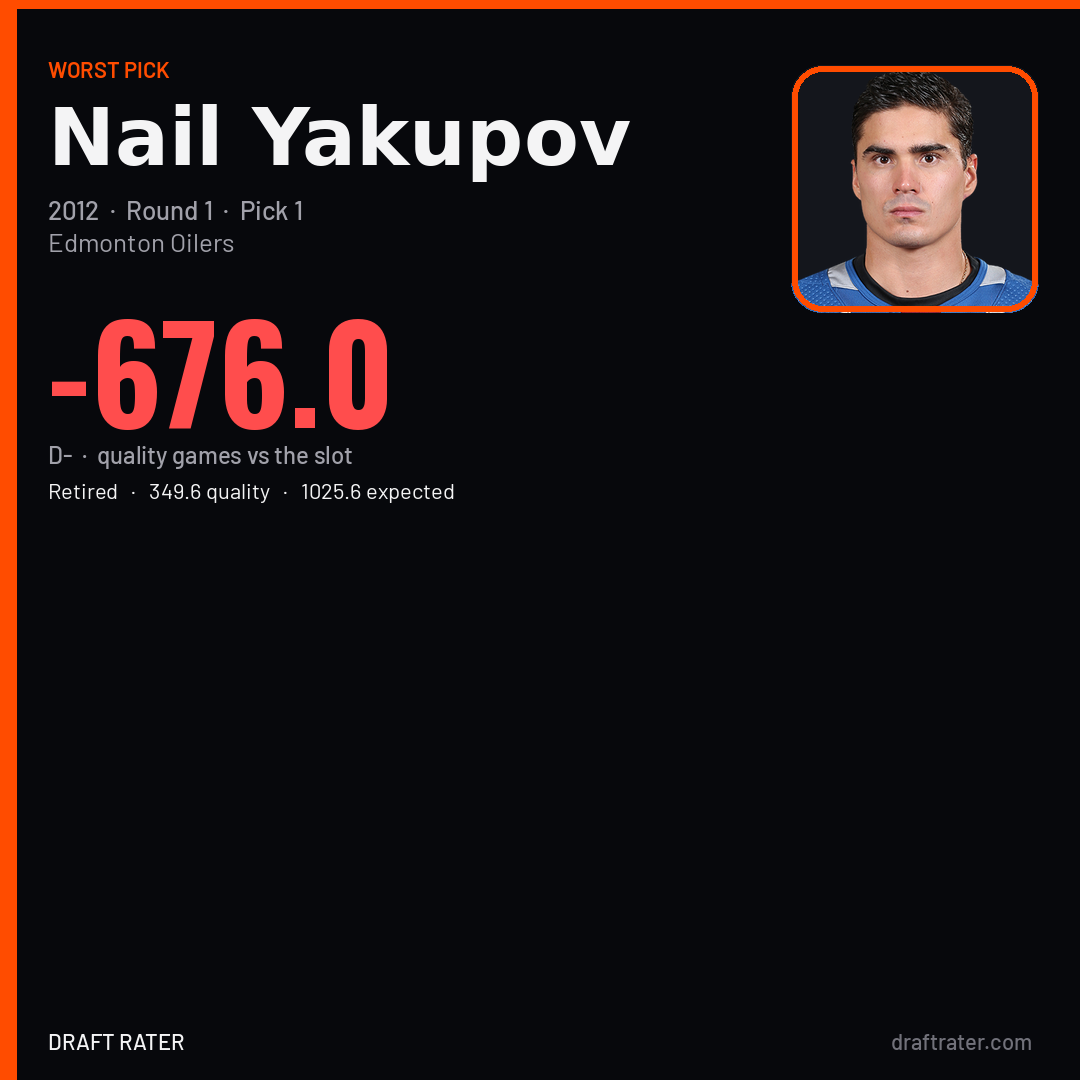 WORST PICK
Nail Yakupov
2012 · Round 1 · Pick 1
Edmonton Oilers
-676.0
D- · quality games vs the slot
Retired · 349.6 quality · 1025.6 expected
DRAFT RATER
draftrater.com